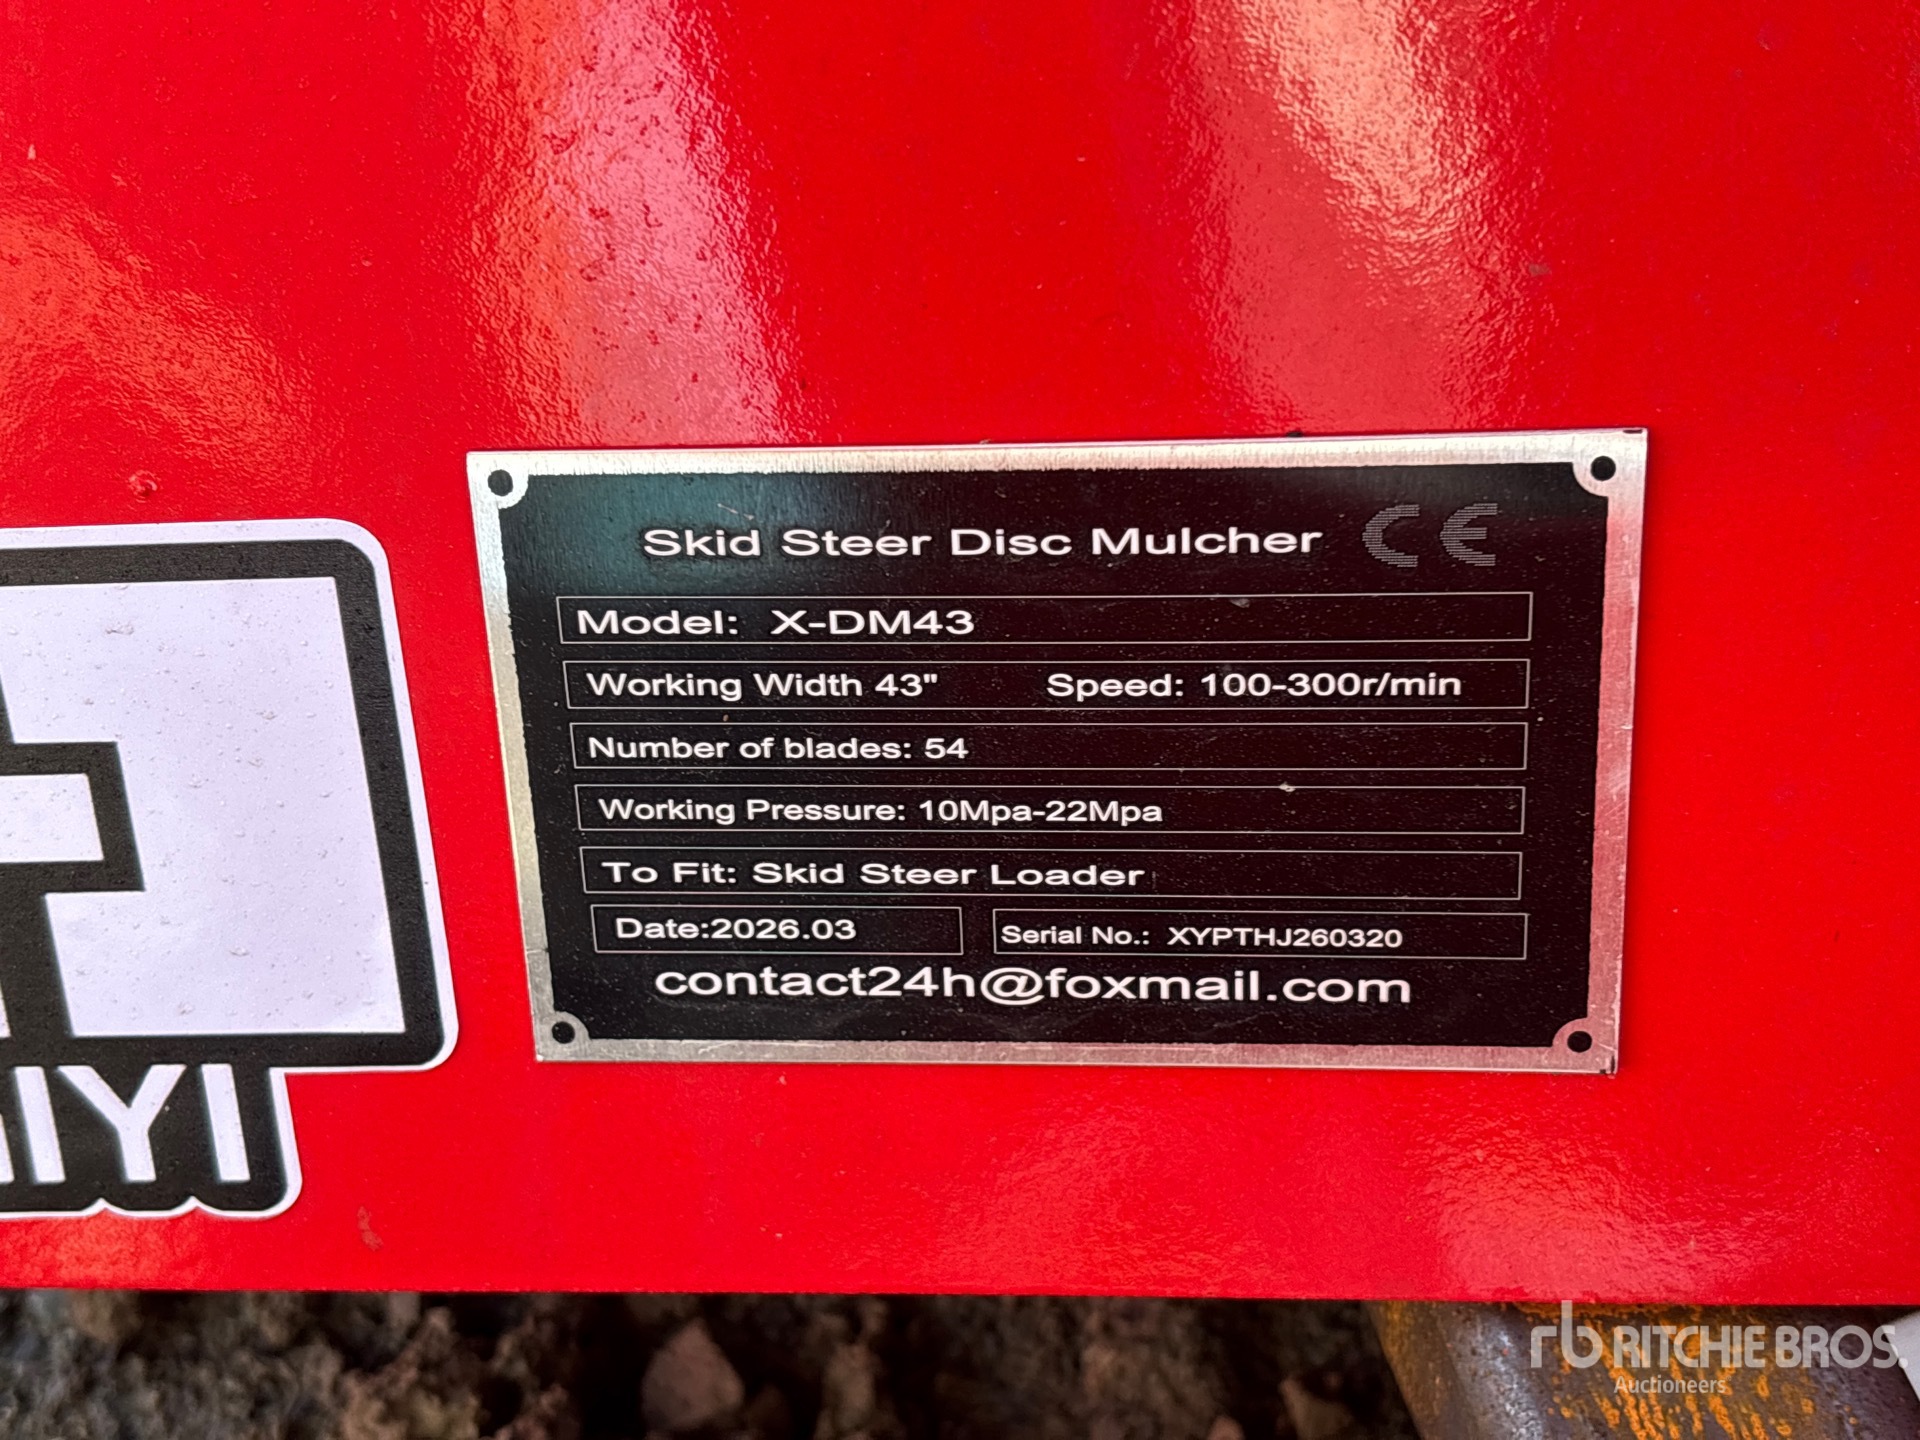 Skid Steer Disc Mulcher CE
Model: X-DM43
Working Width 43" Speed: 100-300r/min
Number of blades: 54
Working Pressure: 10Mpa-22Mpa
To Fit: Skid Steer Loader
Date:2026.03 Serial No.: XYPTHJ260320
contact24h@foxmail.com
IYI
rb RITCHIE BROS.
Auctioneers